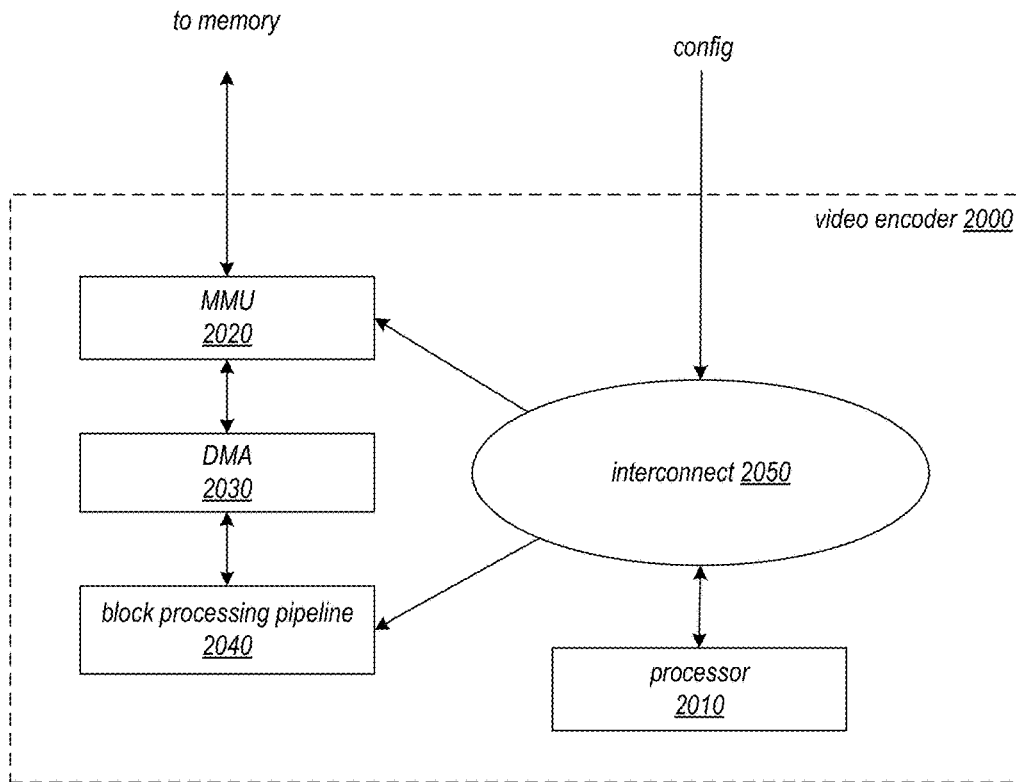 to memory
config
video encoder 2000
MMU
2020
DMA
2030
interconnect 2050
block processing pipeline
2040
processor
2010